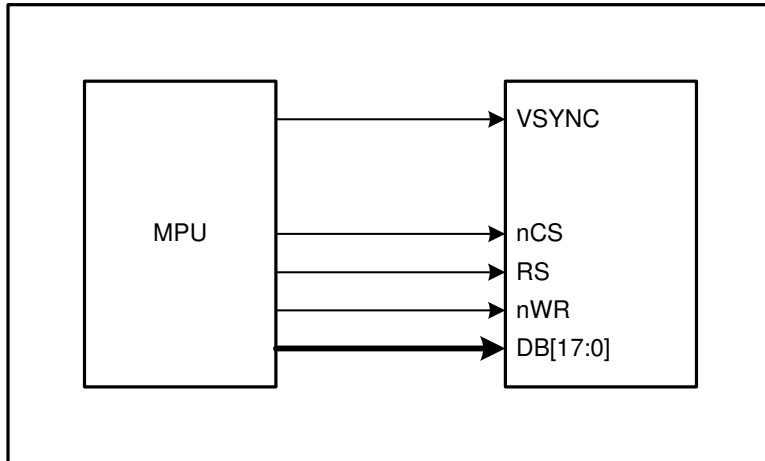 VSYNC
MPU
nCS
RS
nWR
DB[17:0]